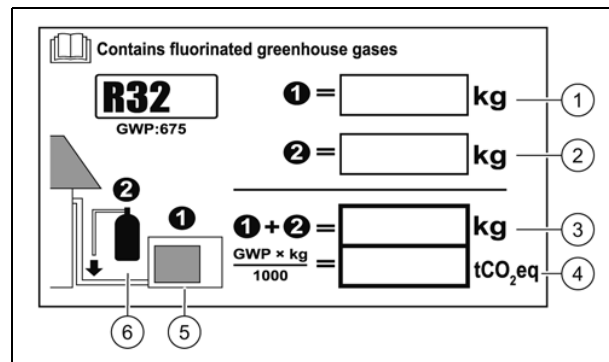 Contains fluorinated greenhouse gases
R32
GWP:675
❶ = kg
① 
❷ = kg
②
❷
❶
❶+❷ = kg
③
GWP × kg
1000
= tCO₂eq
④
⑥
⑤